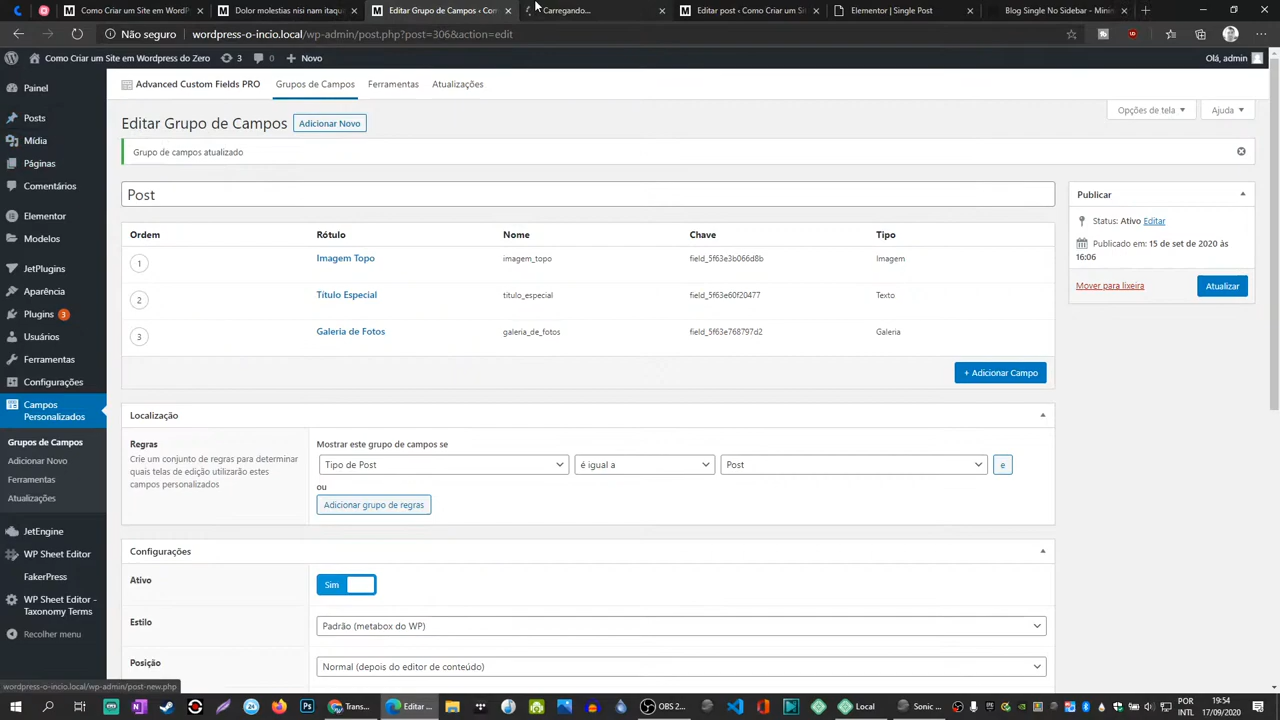 Como Criar um Site em WordP
Dolor molestias nisi nam itaqu
Editar Grupo de Campos
Carregando...
Editar post ‹ Como Criar um Sit
Elementor | Single Post
Blog Single No Sidebar - Minim
Não seguro
wordpress-o-incio.local/wp-admin/post.php?post=306&action=edit
Como Criar um Site em Wordpress do Zero
3
0
Novo
Olá, admin
Painel
Posts
Mídia
Páginas
Comentários
Elementor
Modelos
JetPlugins
Aparência
Plugins 3
Usuários
Ferramentas
Configurações
Campos Personalizados
Grupos de Campos
Adicionar Novo
Ferramentas
Atualizações
JetEngine
WP Sheet Editor
FakerPress
WP Sheet Editor - Taxonomy Terms
Recolher menu
Advanced Custom Fields PRO
Grupos de Campos
Ferramentas
Atualizações
Opções de tela
Ajuda
Editar Grupo de Campos
Adicionar Novo
Grupo de campos atualizado
Post
Ordem Rótulo Nome Chave Tipo
1 Imagem Topo imagem_topo field_5f63e3b066d8b Imagem
2 Título Especial titulo_especial field_5f63e60f20477 Texto
3 Galeria de Fotos galeria_de_fotos field_5f63e768797d2 Galeria
+ Adicionar Campo
Publicar
Status: Ativo Editar
Publicado em: 15 de set de 2020 às
16:06
Mover para lixeira
Atualizar
Localização
Regras
Crie um conjunto de regras para determinar
quais telas de edição utilizarão estes
campos personalizados
Mostrar este grupo de campos se
Tipo de Post
é igual a
Post
e
ou
Adicionar grupo de regras
Configurações
Ativo
Sim
Estilo
Padrão (metabox do WP)
Posição
Normal (depois do editor de conteúdo)
wordpress-o-incio.local/wp-admin/post-new.php
Trans...
Editar ...
OBS 2...
Local
Sonic ...
POR
INTL
19:54
17/09/2020